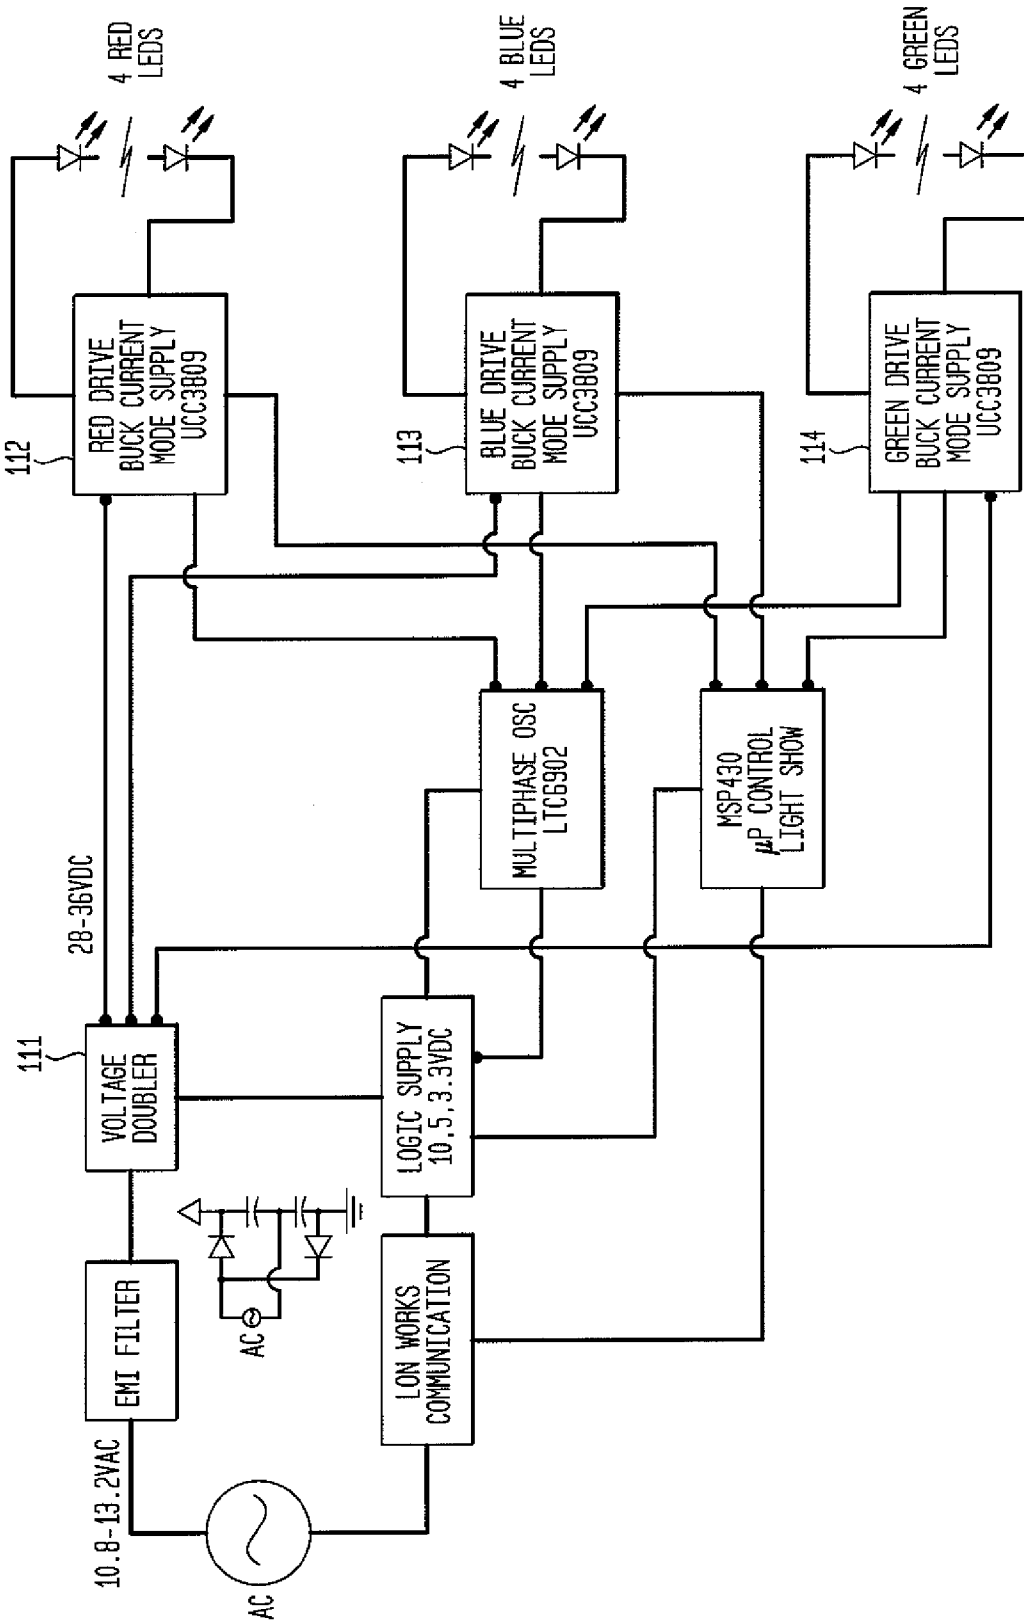 10.8-13.2VAC
AC
EMI FILTER
111
VOLTAGE
DOUBLER
28-36VDC
112
RED DRIVE
BUCK CURRENT
MODE SUPPLY
UCC3809
4 RED
LEDS
AC
LON WORKS
COMMUNICATION
LOGIC SUPPLY
10,5,3.3VDC
MULTIPHASE OSC
LTC6902
113
BLUE DRIVE
BUCK CURRENT
MODE SUPPLY
UCC3809
4 BLUE
LEDS
MSP430
μP CONTROL
LIGHT SHOW
114
GREEN DRIVE
BUCK CURRENT
MODE SUPPLY
UCC3809
4 GREEN
LEDS